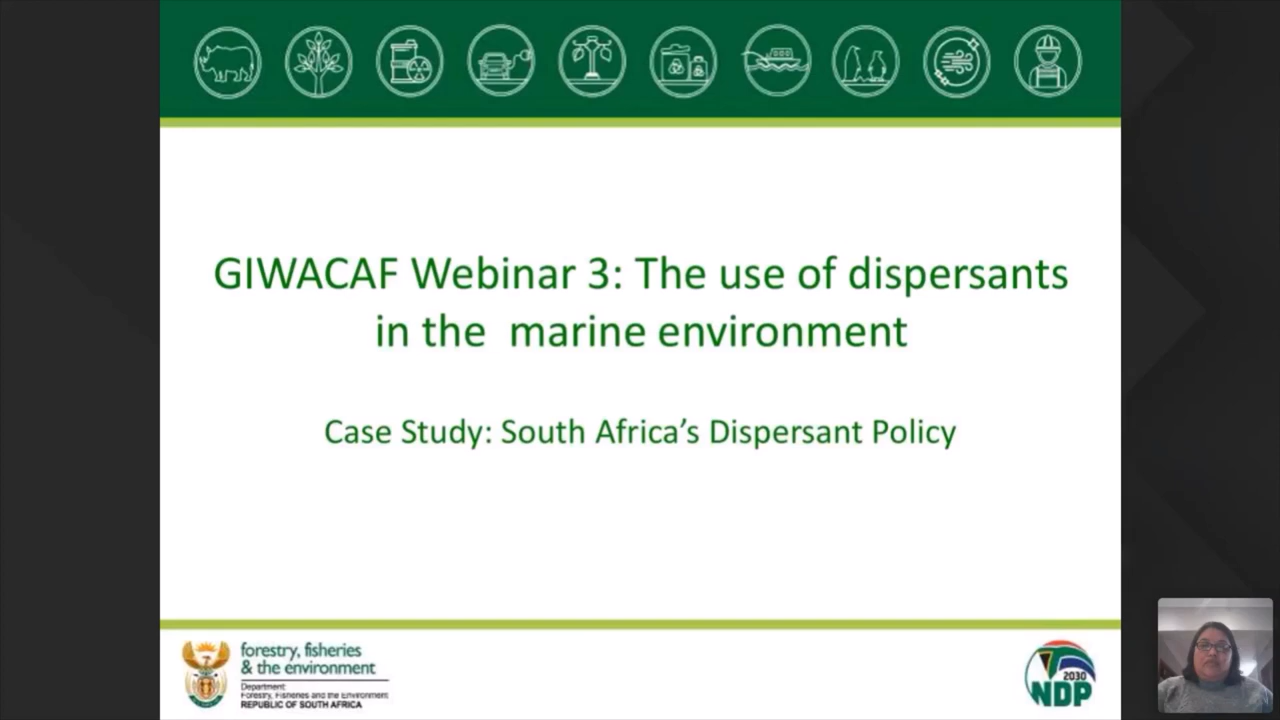 GIWACAF Webinar 3: The use of dispersants
in the marine environment
Case Study: South Africa's Dispersant Policy
forestry, fisheries
& the environment
Department:
Forestry, Fisheries and the Environment
REPUBLIC OF SOUTH AFRICA
2030
NDP